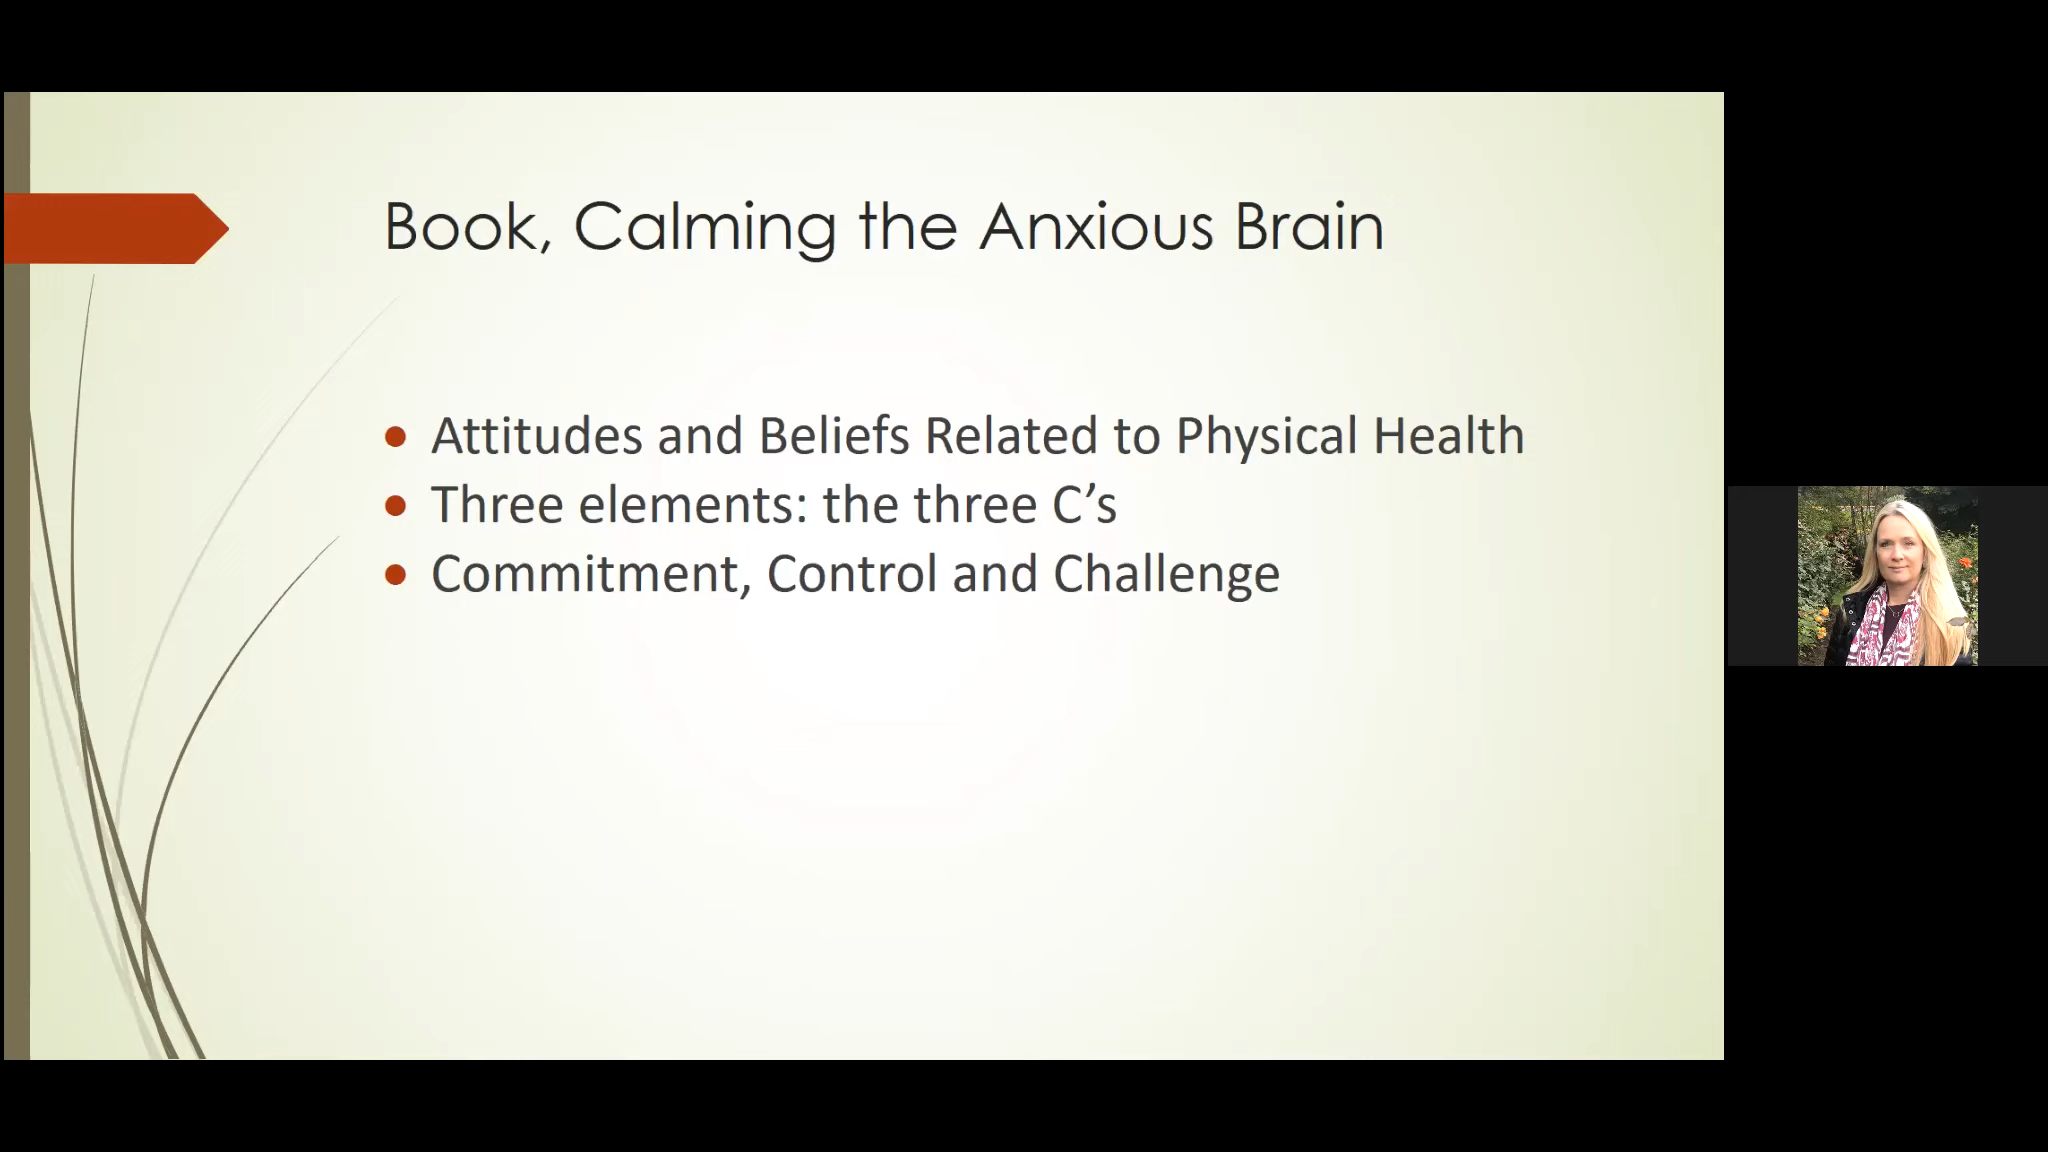 Book, Calming the Anxious Brain
Attitudes and Beliefs Related to Physical Health
Three elements: the three C’s
Commitment, Control and Challenge